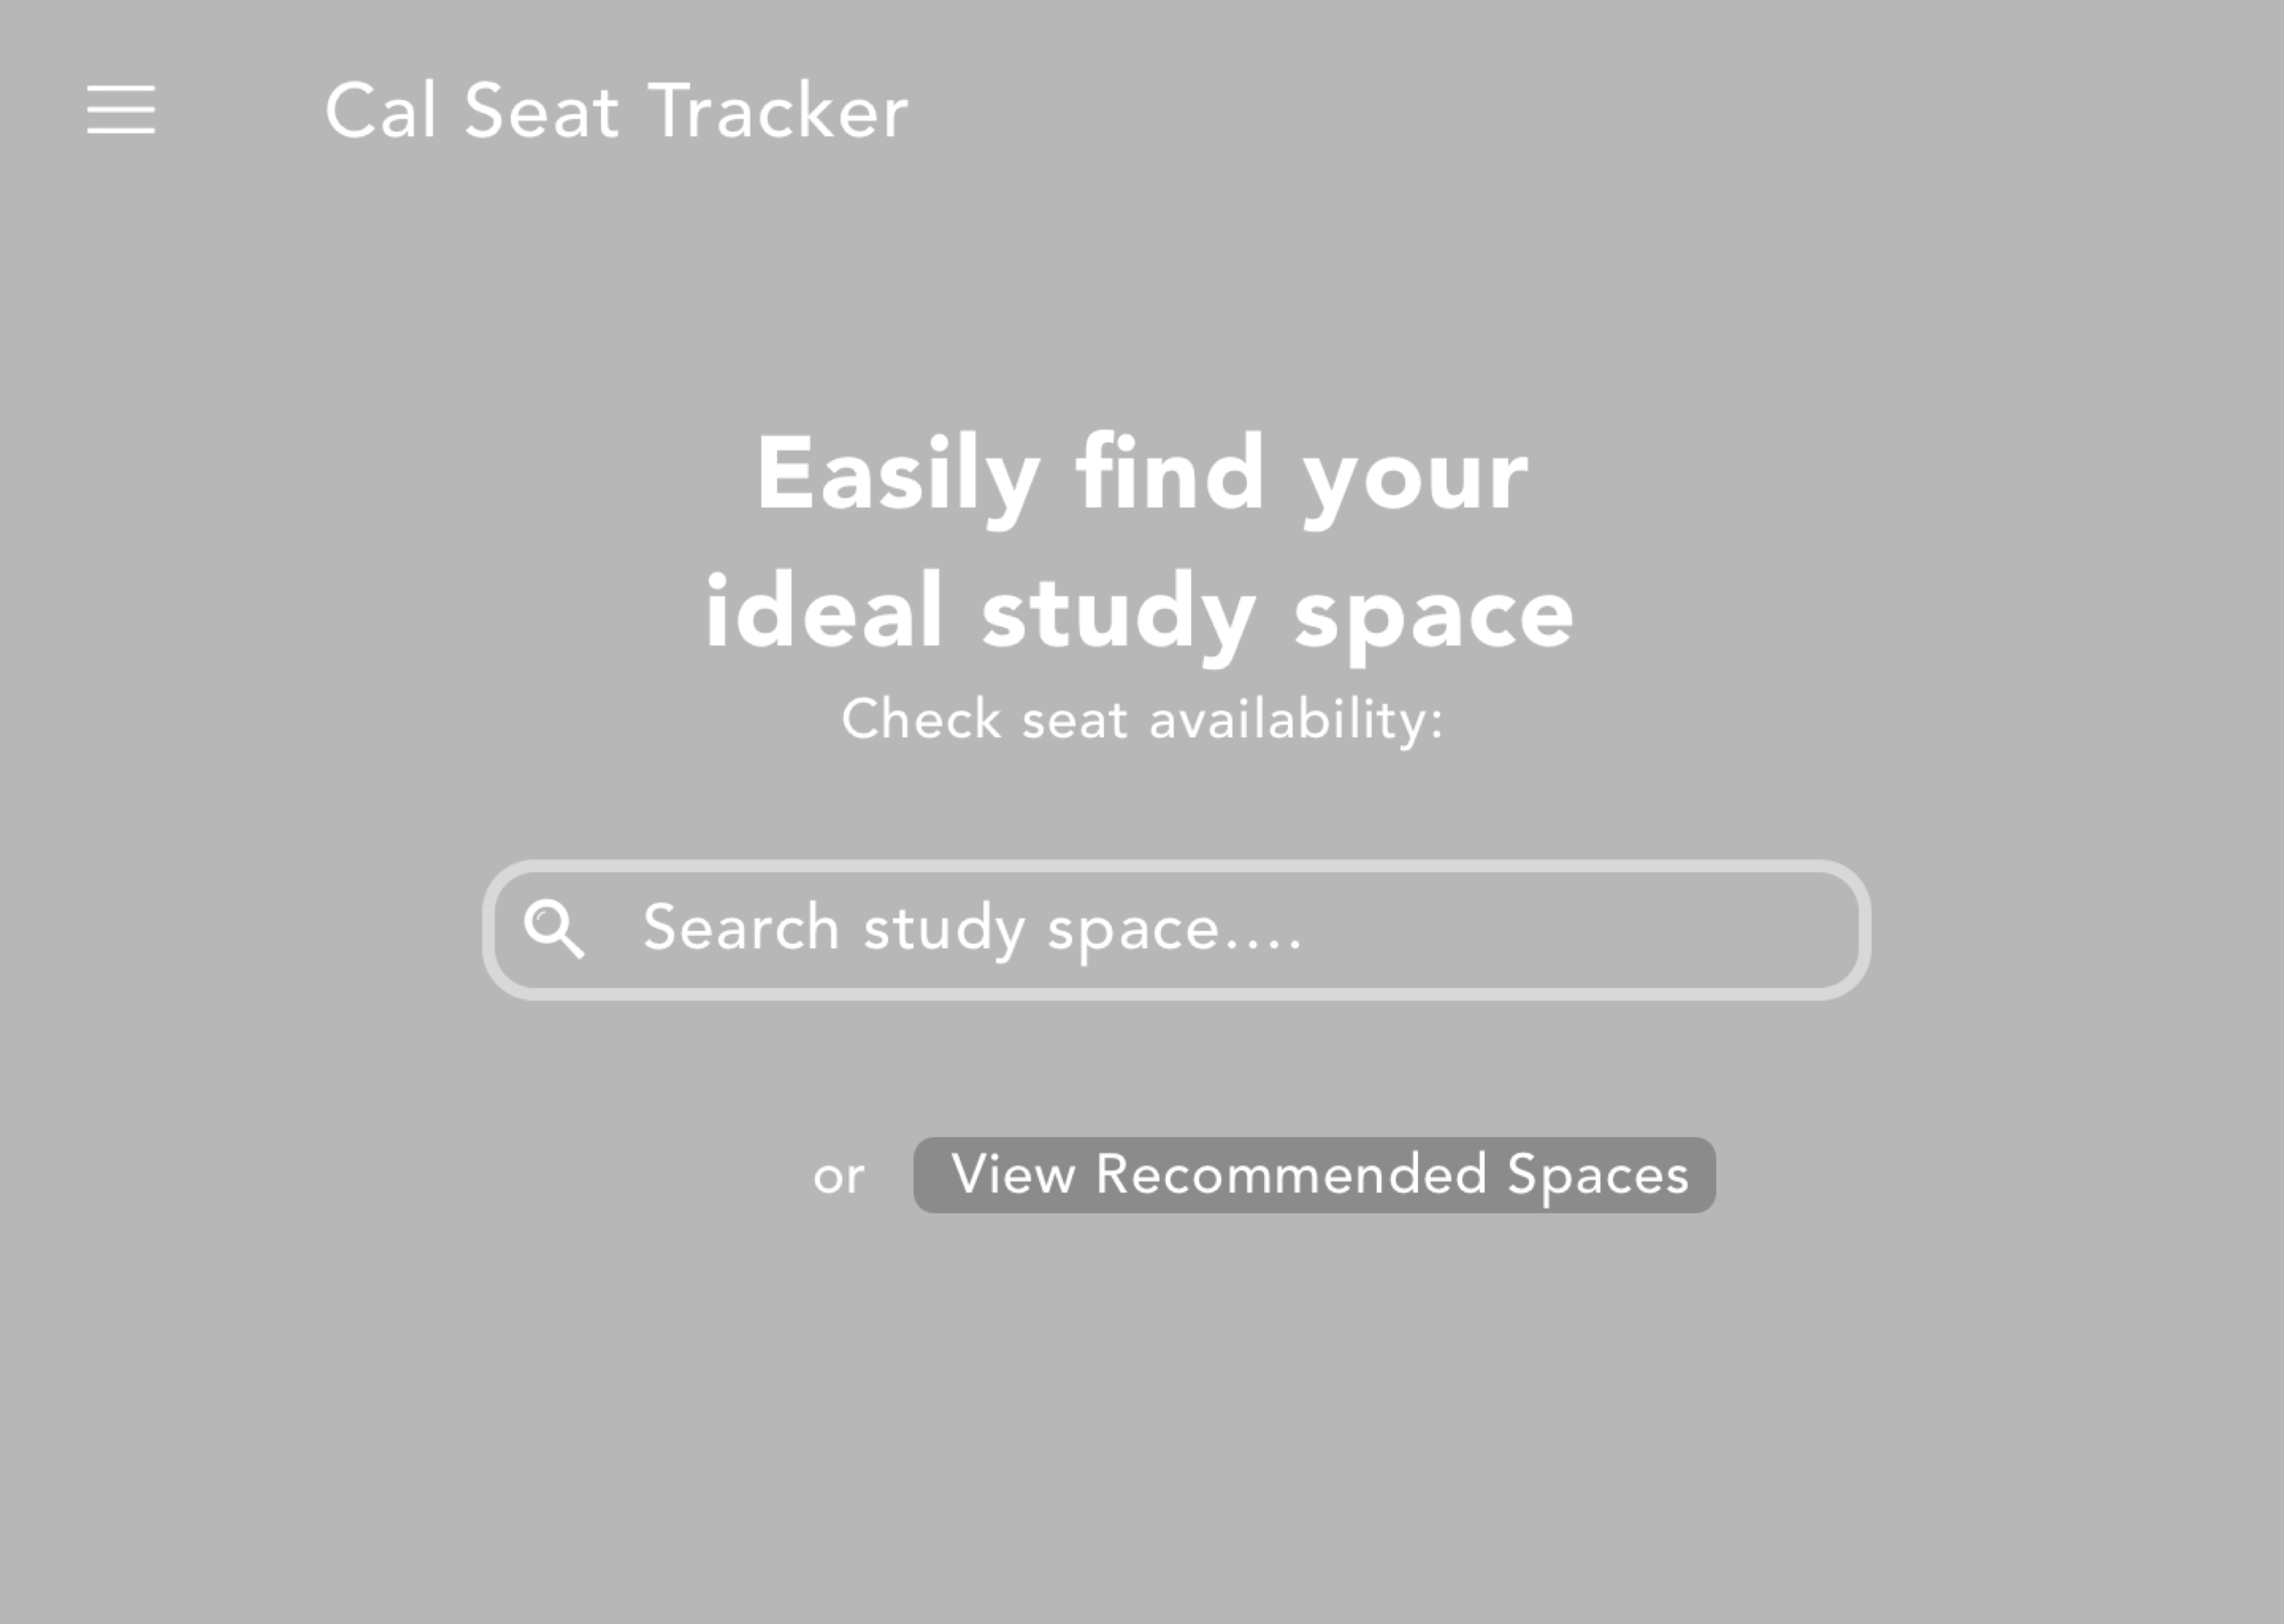 Cal Seat Tracker
Easily find your
ideal study space
Check seat availability:
Search study space....
or View Recommended Spaces